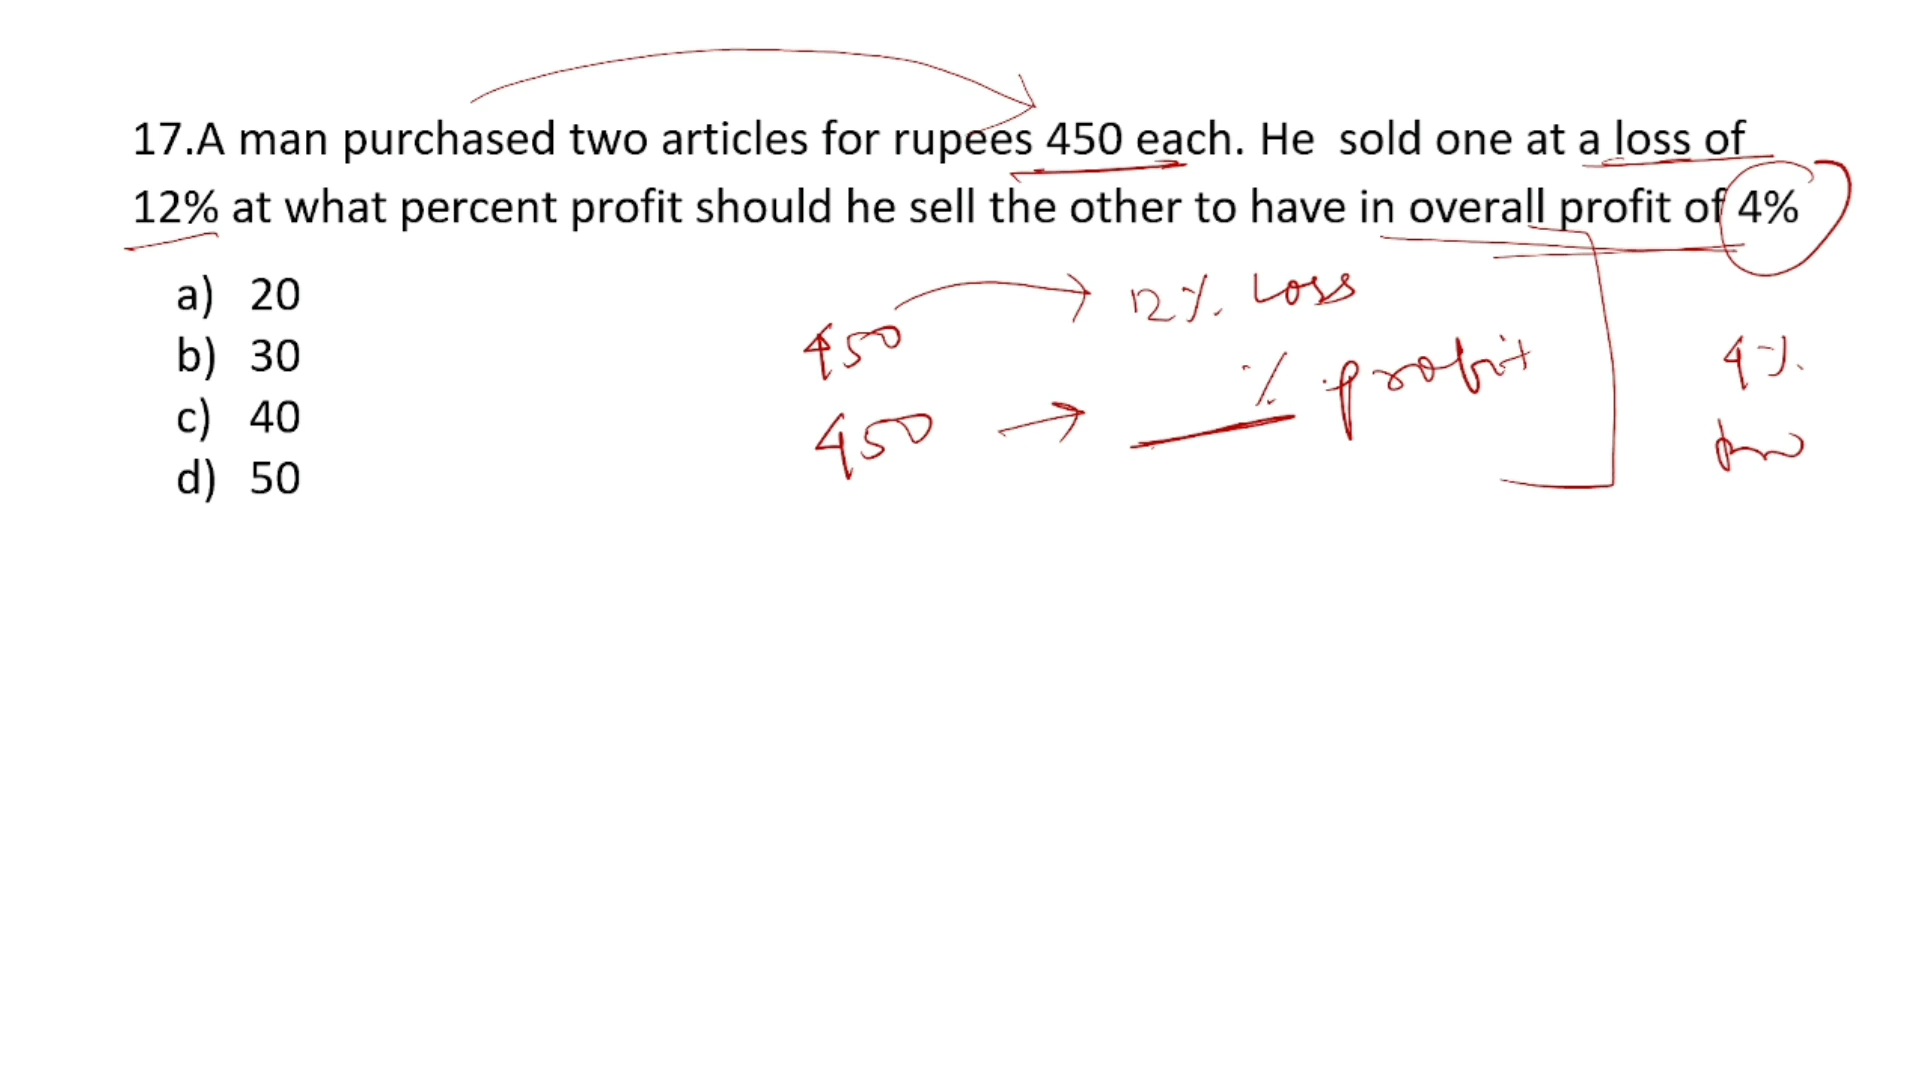 17.A man purchased two articles for rupees 450 each. He sold one at a loss of
12% at what percent profit should he sell the other to have in overall profit of 4%
a) 20
b) 30
c) 40
d) 50
450 → 12 % Loss
450 → % profit
4%